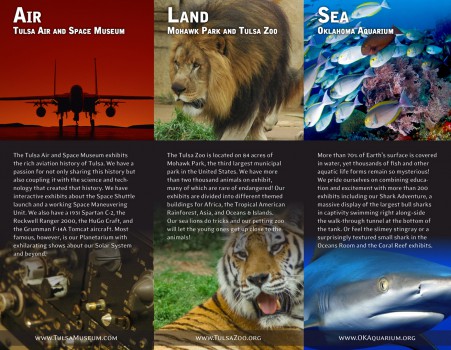 Air
Tulsa Air and Space Museum
The Tulsa Air and Space Museum exhibits
the rich aviation history of Tulsa. We have a
passion for not only sharing this history but
also coupling it with the science and tech-
nology that created that history. We have
interactive exhibits about the Space Shuttle
launch and a working Space Maneuvering
Unit. We also have a 1931 Spartan C-2, the
Rockwell Ranger 2000, the HuGo Craft, and
the Grumman F-14A Tomcat aircraft. Most
famous, however, is our Planetarium with
exhilarating shows about our Solar System
and beyond.
www.TulsaMuseum.com
Land
Mohawk Park and Tulsa Zoo
The Tulsa Zoo is located on 84 acres of
Mohawk Park, the third largest municipal
park in the United States. We have more
than two thousand animals on exhibit,
many of which are rare of endangered! Our
exhibits are divided into different themed
buildings for Africa, the Tropical American
Rainforest, Asia, and Oceans & Islands.
Our sea lions do tricks and our petting zoo
will let the young ones get up close to the
animals!
www.TulsaZoo.org
Sea
Oklahoma Aquarium
More than 70% of Earth's surface is covered
in water, yet thousands of fish and other
aquatic life forms remain so mysterious!
We pride ourselves on combining educa-
tion and excitement with more than 200
exhibits including our Shark Adventure, a
massive display of the largest bull sharks
in captivity swimming right along-side
the walk-through tunnel at the bottom of
the tank. Or feel the slimey stingray or a
surprisingly textured small shark in the
Oceans Room and the Coral Reef exhibits.
www.OKAquarium.org